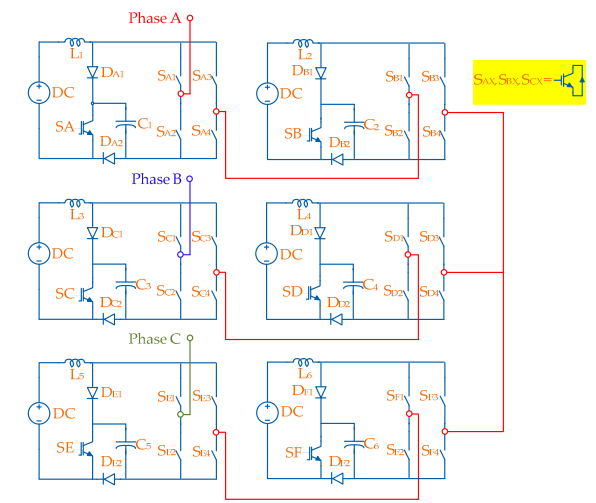 Phase A
L1
DA1
DC
SA
C1
DA2
SA1
SA3
SA2
SA4
L2
DB1
DC
SB
C2
DB2
SB1
SB3
SB2
SB4
SAX, SBX, SCX=
Phase B
L3
DC1
DC
SC
C3
DC2
SC1
SC3
SC2
SC4
L4
DD1
DC
SD
C4
DD2
SD1
SD3
SD2
SD4
Phase C
L5
DE1
DC
SE
C5
DE2
SE1
SE3
SE2
SE4
L6
DF1
DC
SF
C6
DF2
SF1
SF3
SF2
SF4